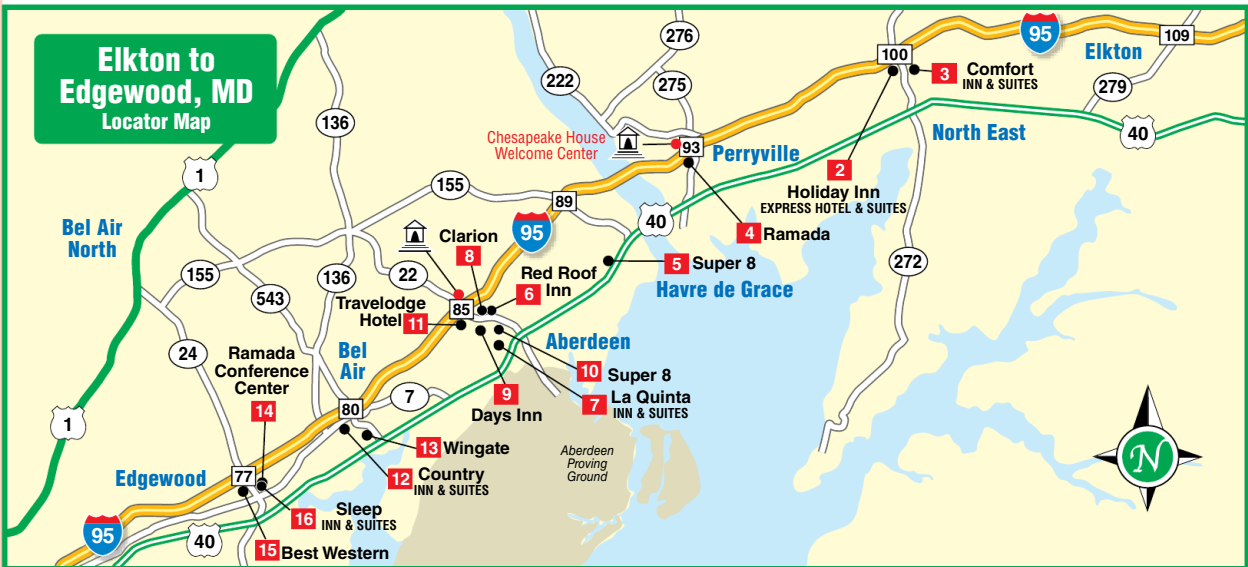 Elkton to
Edgewood, MD
Locator Map
276
95
109
222
100
Elkton
275
3 Comfort
INN & SUITES
279
136
Chesapeake House
Welcome Center
93
Perryville
North East
40
1
155
2
Holiday Inn
EXPRESS HOTEL & SUITES
89
40
Bel Air
North
95
4 Ramada
Clarion
8
155
22
Red Roof
Inn
6
5 Super 8
272
136
543
Havre de Grace
Travelodge
Hotel 11
85
24
Ramada
Conference
Center
14
Bel
Air
Aberdeen
10 Super 8
9
Days Inn
7 La Quinta
INN & SUITES
7
80
1
13 Wingate
Aberdeen
Proving
Ground
N
12 Country
INN & SUITES
Edgewood
77
16 Sleep
INN & SUITES
95
40
15 Best Western